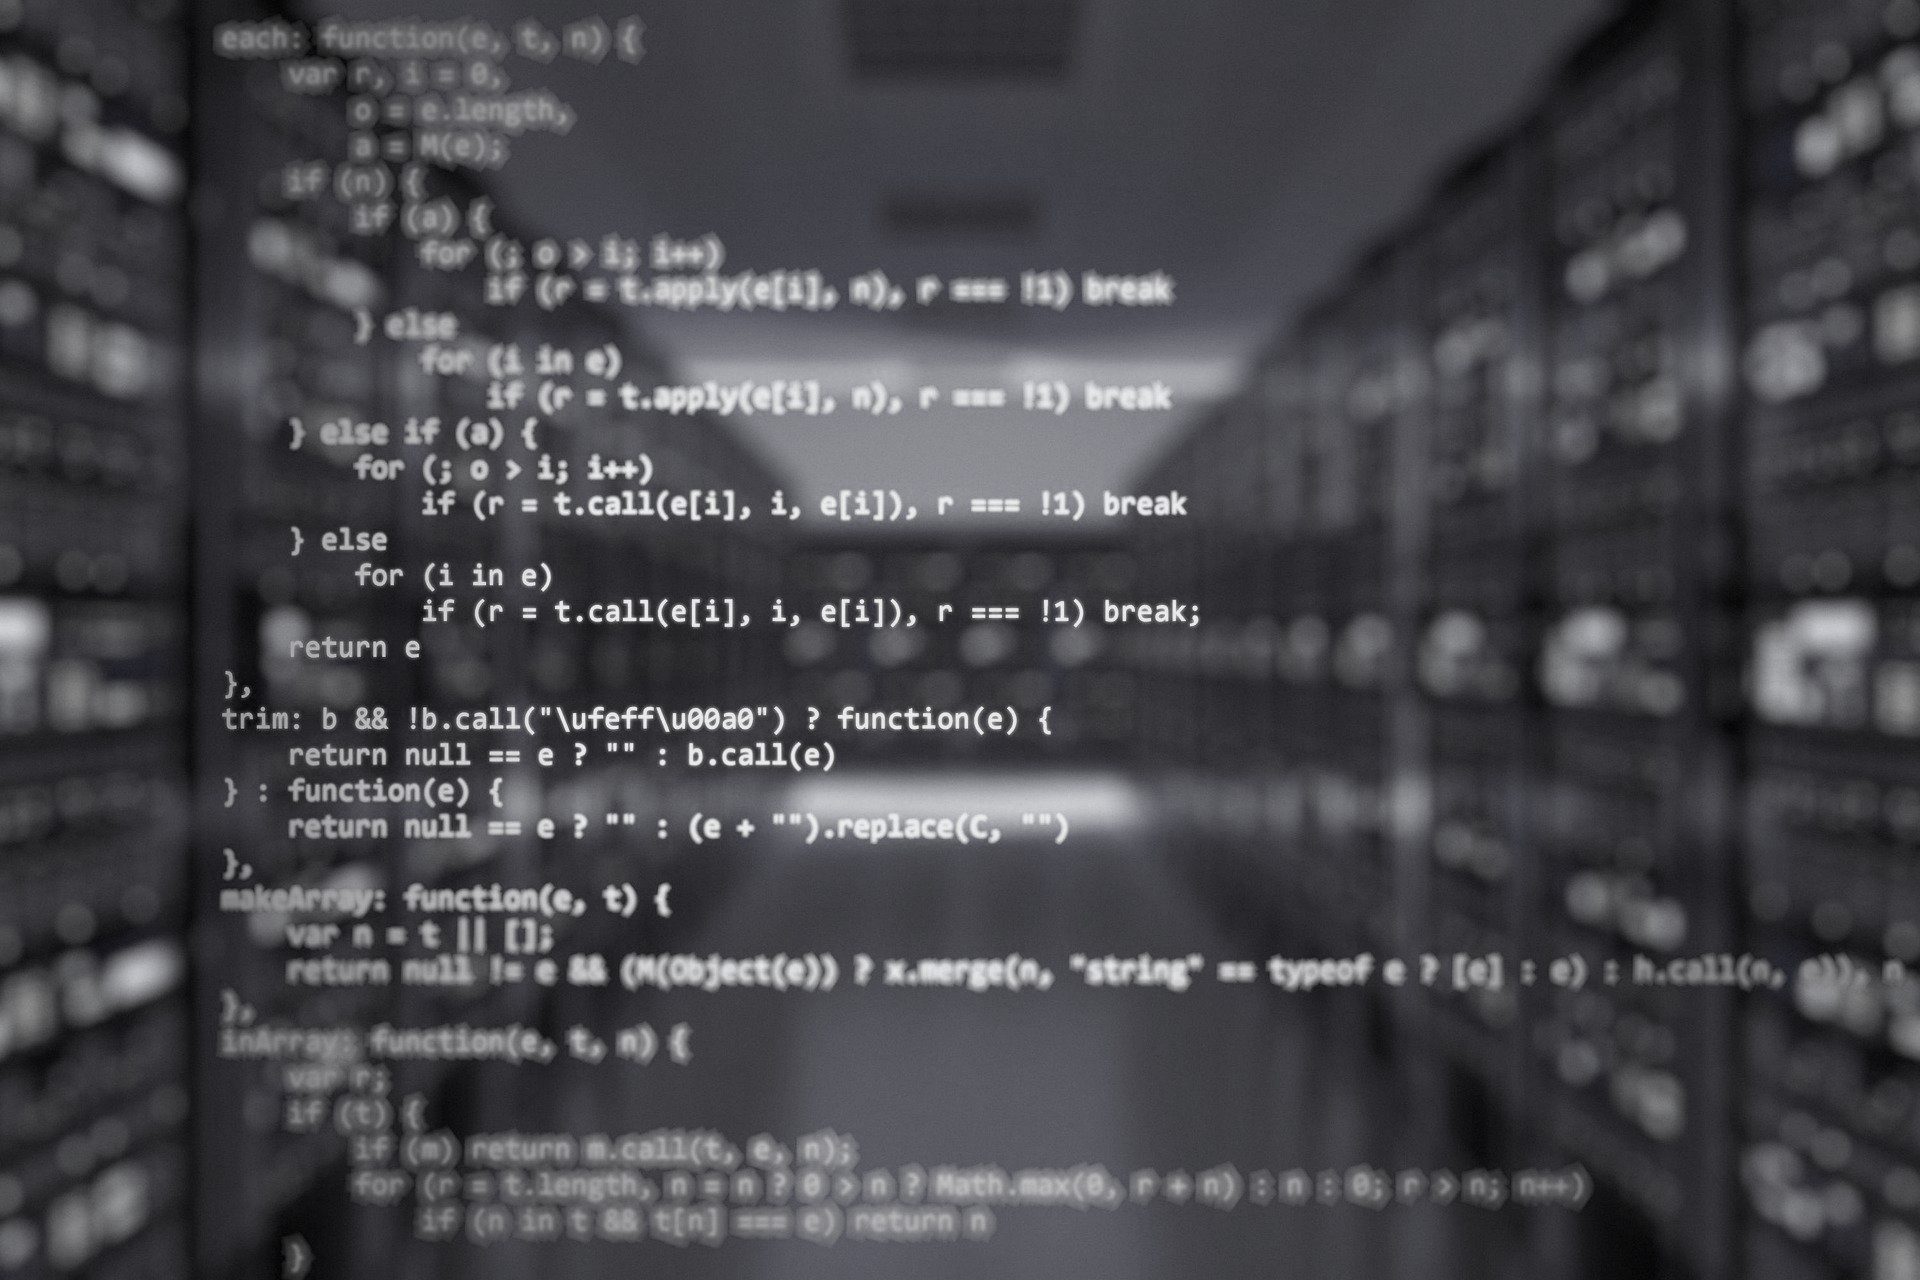 each: function(e, t, n) {
var r, i = 0,
o = e.length,
a = M(e);
if (n) {
if (a) {
for (; o > i; i++)
if (r = t.apply(e[i], n), r === !1) break
} else
for (i in e)
if (r = t.apply(e[i], n), r === !1) break
} else if (a) {
for (; o > i; i++)
if (r = t.call(e[i], i, e[i]), r === !1) break
} else
for (i in e)
if (r = t.call(e[i], i, e[i]), r === !1) break;
return e
},
trim: b && !b.call("\ufeff\u00a0") ? function(e) {
return null == e ? "" : b.call(e)
} : function(e) {
return null == e ? "" : (e + "").replace(C, "")
},
makeArray: function(e, t) {
var n = t || [];
return null != e && (M(Object(e)) ? x.merge(n, "string" == typeof e ? [e] : e) : h.call(n, e)), n
},
inArray: function(e, t, n) {
var r;
if (t) {
if (m) return m.call(t, e, n);
for (r = t.length, n = n ? 0 > n ? Math.max(0, r + n) : n : 0; r > n; n++)
if (n in t && t[n] === e) return n
}